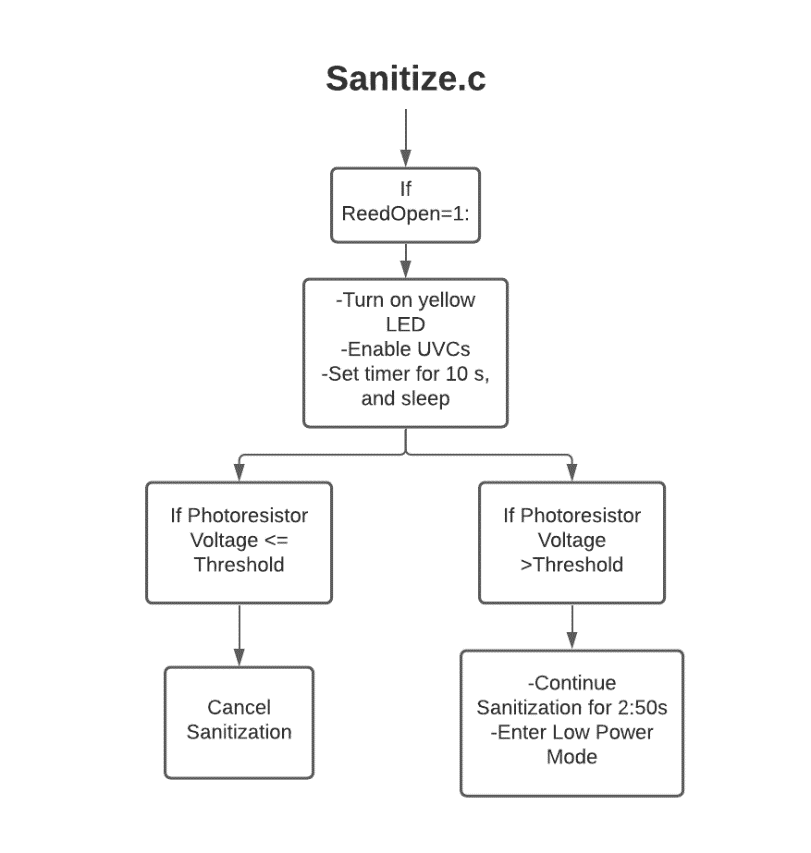 Sanitize.c
If
ReedOpen=1:
-Turn on yellow
LED
-Enable UVCs
-Set timer for 10 s,
and sleep
If Photoresistor
Voltage <=
Threshold
If Photoresistor
Voltage
>Threshold
Cancel
Sanitization
-Continue
Sanitization for 2:50s
-Enter Low Power
Mode